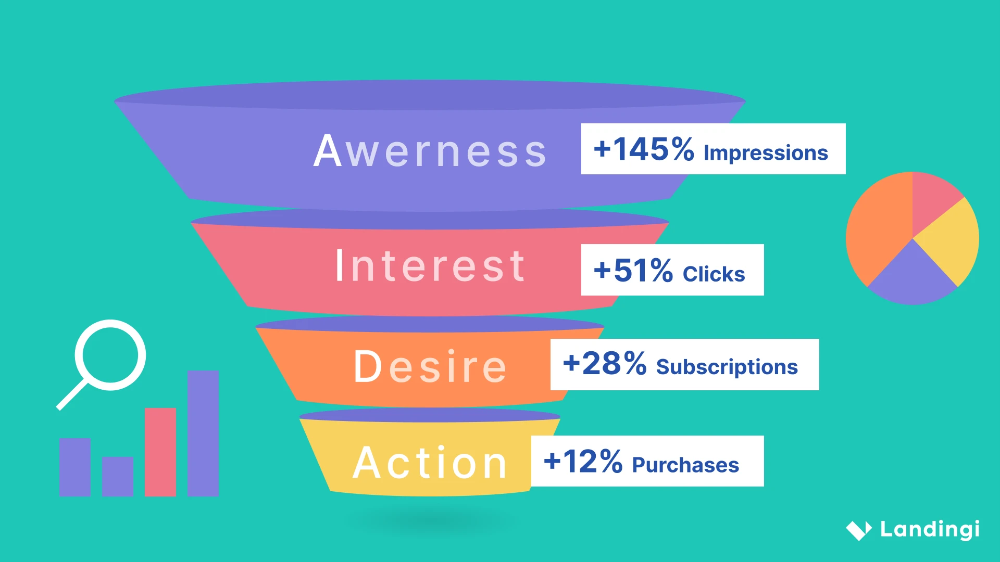 Awerness
+145% Impressions
Interest
+51% Clicks
Desire
+28% Subscriptions
Action
+12% Purchases
Landingi